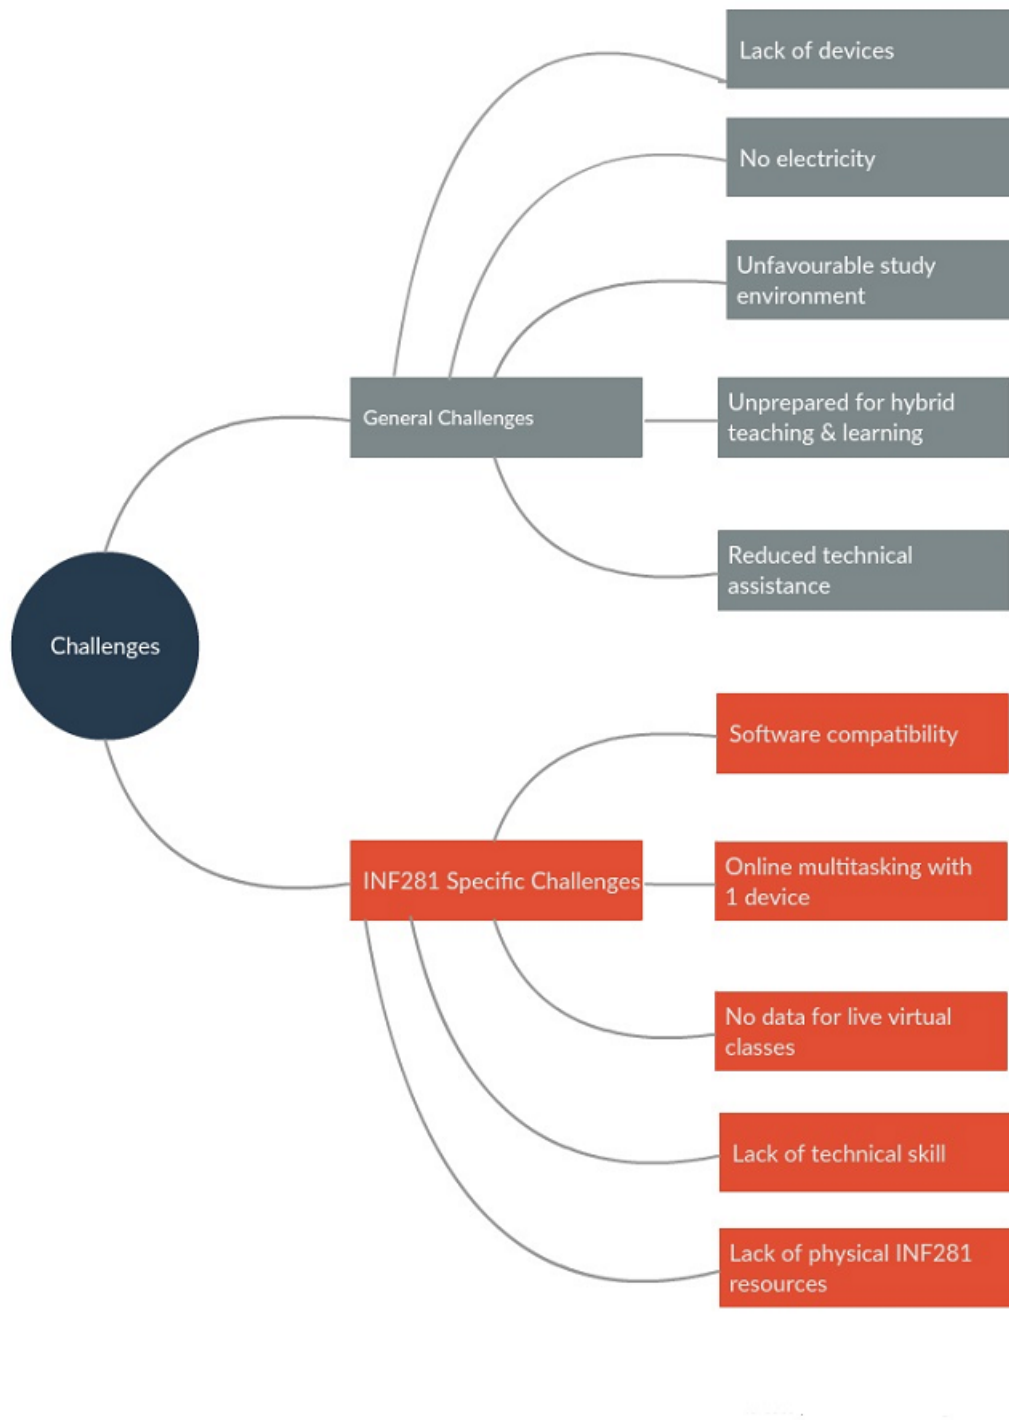 Lack of devices
No electricity
Unfavourable study
environment
General Challenges
Unprepared for hybrid
teaching & learning
Reduced technical
assistance
Challenges
Software compatibility
INF281 Specific Challenges
Online multitasking with
1 device
No data for live virtual
classes
Lack of technical skill
Lack of physical INF281
resources